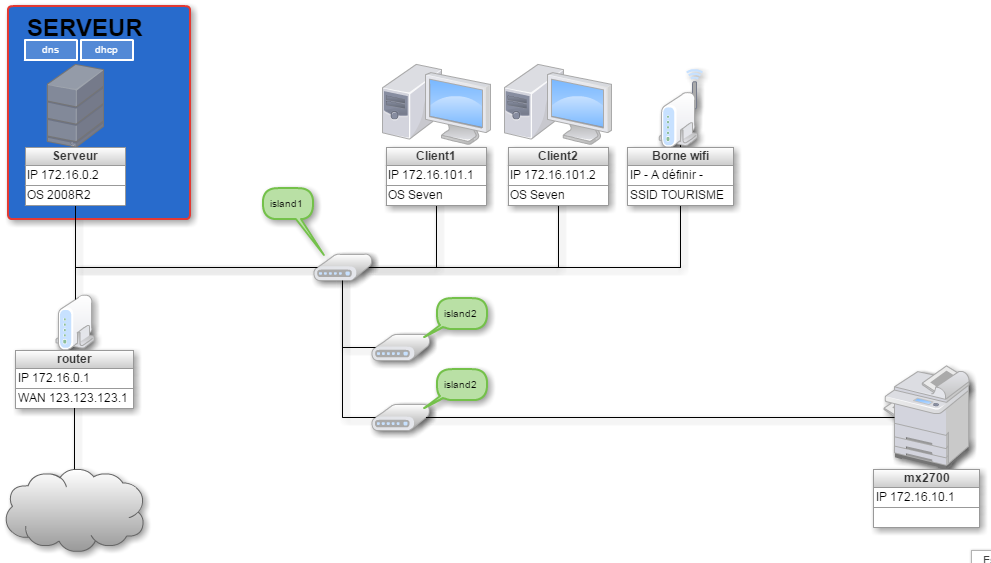 SERVEUR
dns
dhcp
Serveur
IP 172.16.0.2
OS 2008R2
Client1
IP 172.16.101.1
OS Seven
Client2
IP 172.16.101.2
OS Seven
Borne wifi
IP - A définir -
SSID TOURISME
island1
island2
island2
router
IP 172.16.0.1
WAN 123.123.123.1
mx2700
IP 172.16.10.1